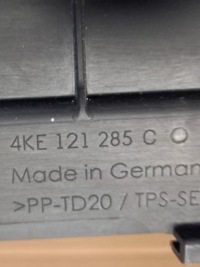 4KE 121 285 C
Made in German
>PP-TD20 / TPS-SE